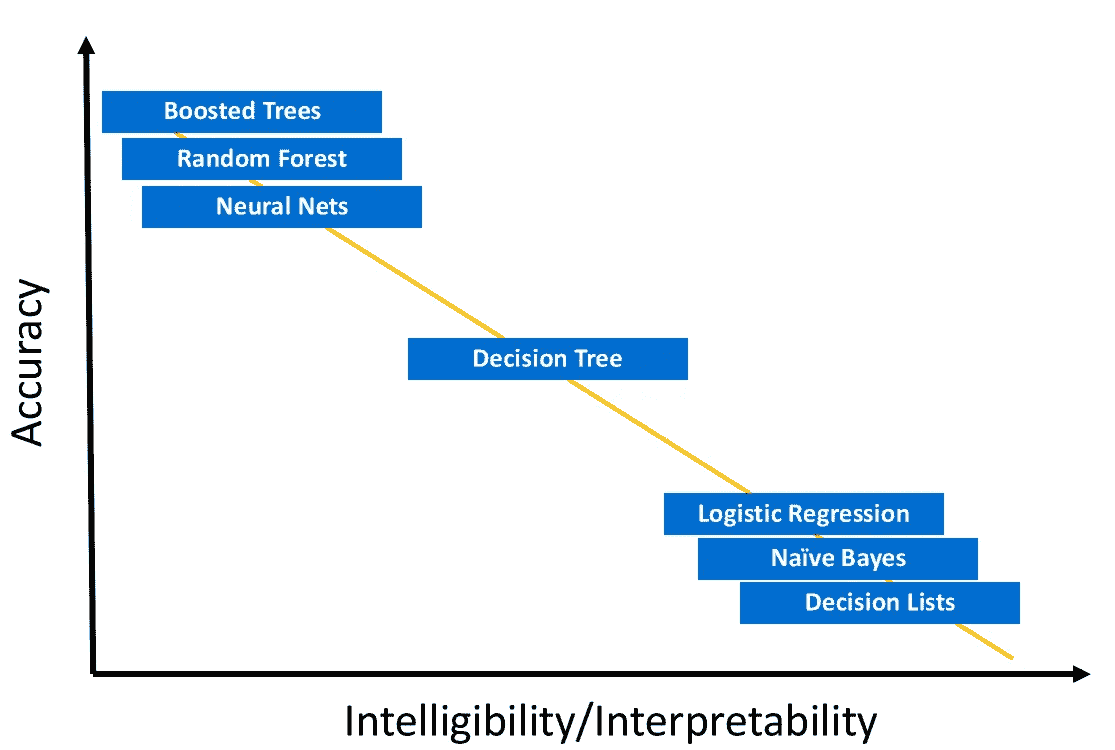 Boosted Trees
Random Forest
Neural Nets
Decision Tree
Logistic Regression
Naïve Bayes
Decision Lists
Accuracy
Intelligibility/Interpretability